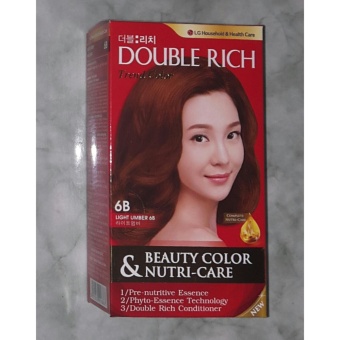 LG Household & Health Care
더블:리치
DOUBLE RICH
6B
LIGHT UMBER 6B
BEAUTY COLOR
& NUTRI-CARE
1/Pre-nutritive Essence
2/Phyto-Essence Technology
3/Double Rich Conditioner
NEW
6B